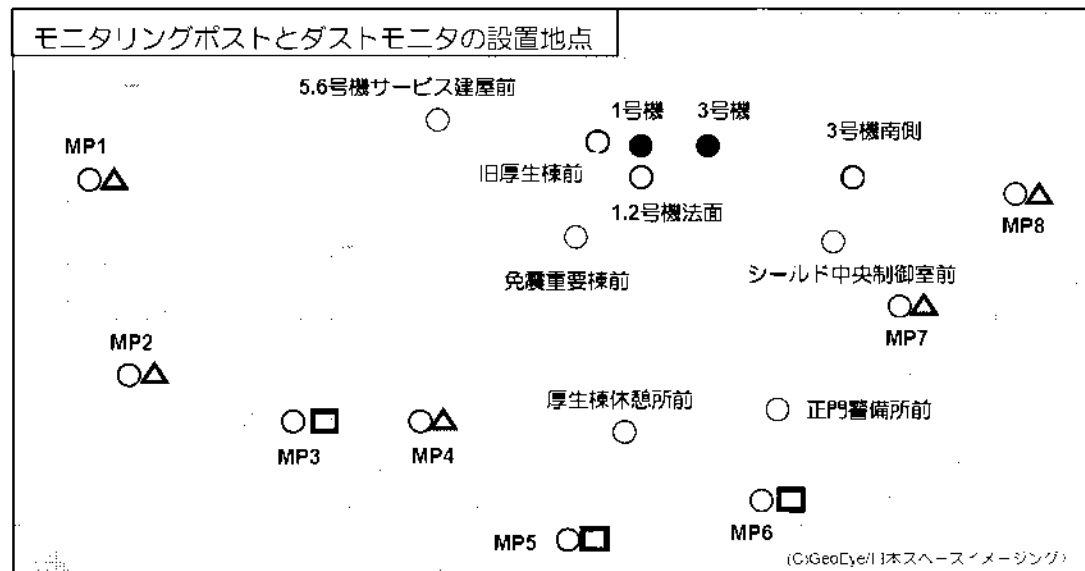 モニタリングポストとダストモニタの設置地点
5.6号機サービス建屋前
1号機
3号機
3号機南側
MP1
旧厚生棟前
1.2号機法面
MP8
免震重要棟前
シールド中央制御室前
MP7
MP2
厚生棟休憩所前
正門警備所前
MP3
MP4
MP5
MP6
(C)GeoEye/日本スペースイメージング)